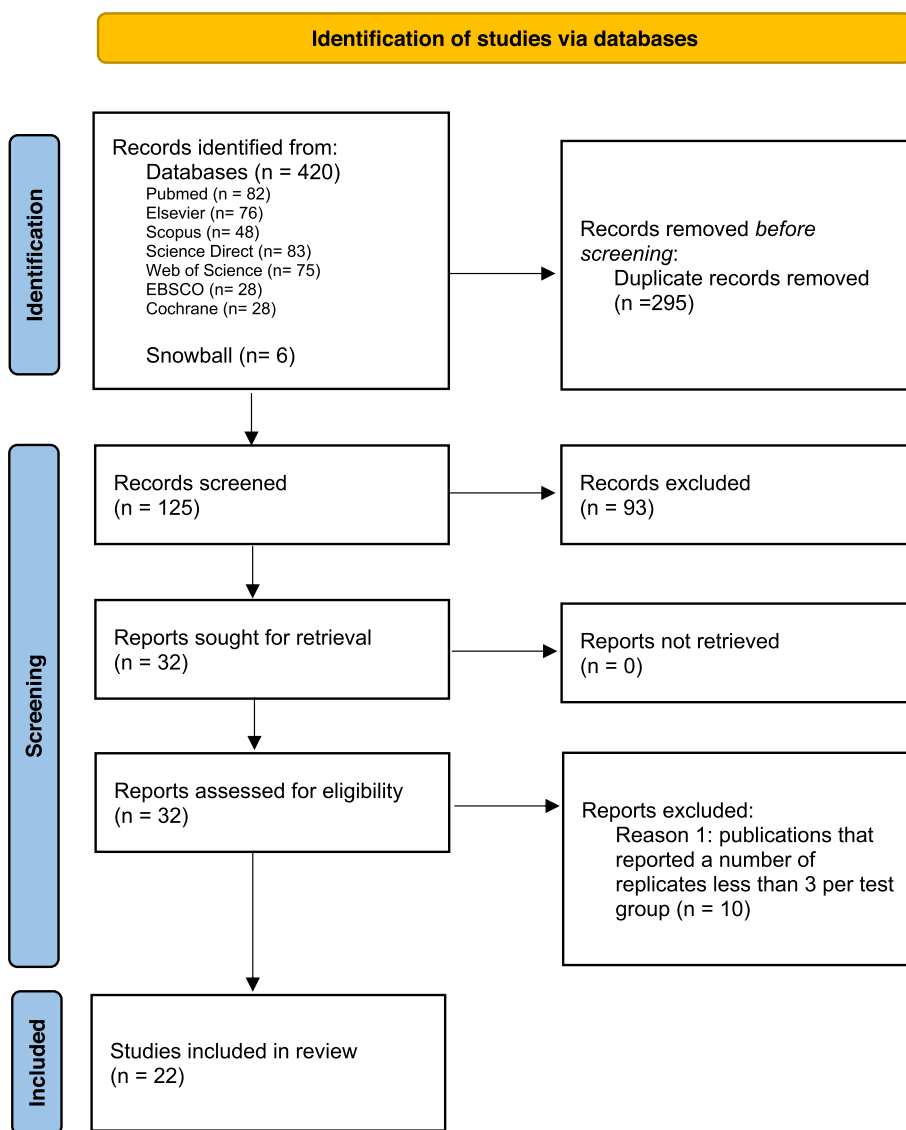 Identification of studies via databases
Identification
Records identified from:
Databases (n = 420)
Pubmed (n = 82)
Elsevier (n= 76)
Scopus (n= 48)
Science Direct (n= 83)
Web of Science (n= 75)
EBSCO (n= 28)
Cochrane (n= 28)
Snowball (n= 6)
Records removed before
screening:
Duplicate records removed
(n =295)
Screening
Records screened
(n = 125)
Records excluded
(n = 93)
Reports sought for retrieval
(n = 32)
Reports not retrieved
(n = 0)
Reports assessed for eligibility
(n = 32)
Reports excluded:
Reason 1: publications that
reported a number of
replicates less than 3 per test
group (n = 10)
Included
Studies included in review
(n = 22)